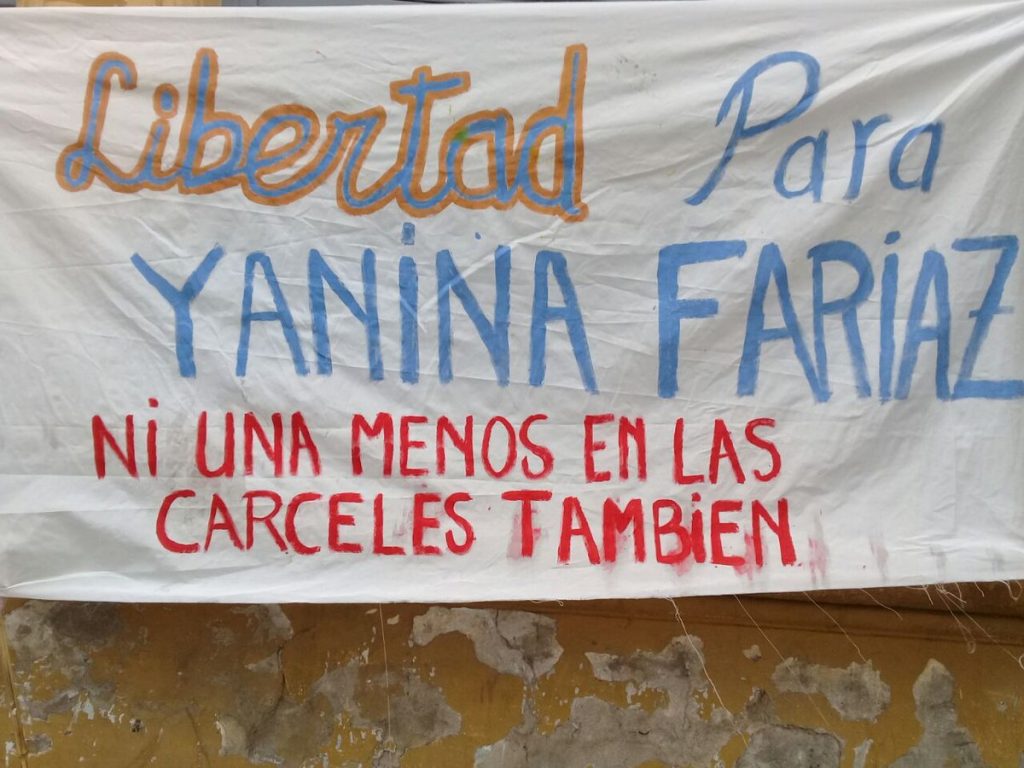 Libertad Para
YANiNA FARiAZ
Ni UNA MENOS EN LAS
CARCELES TAMBiEN